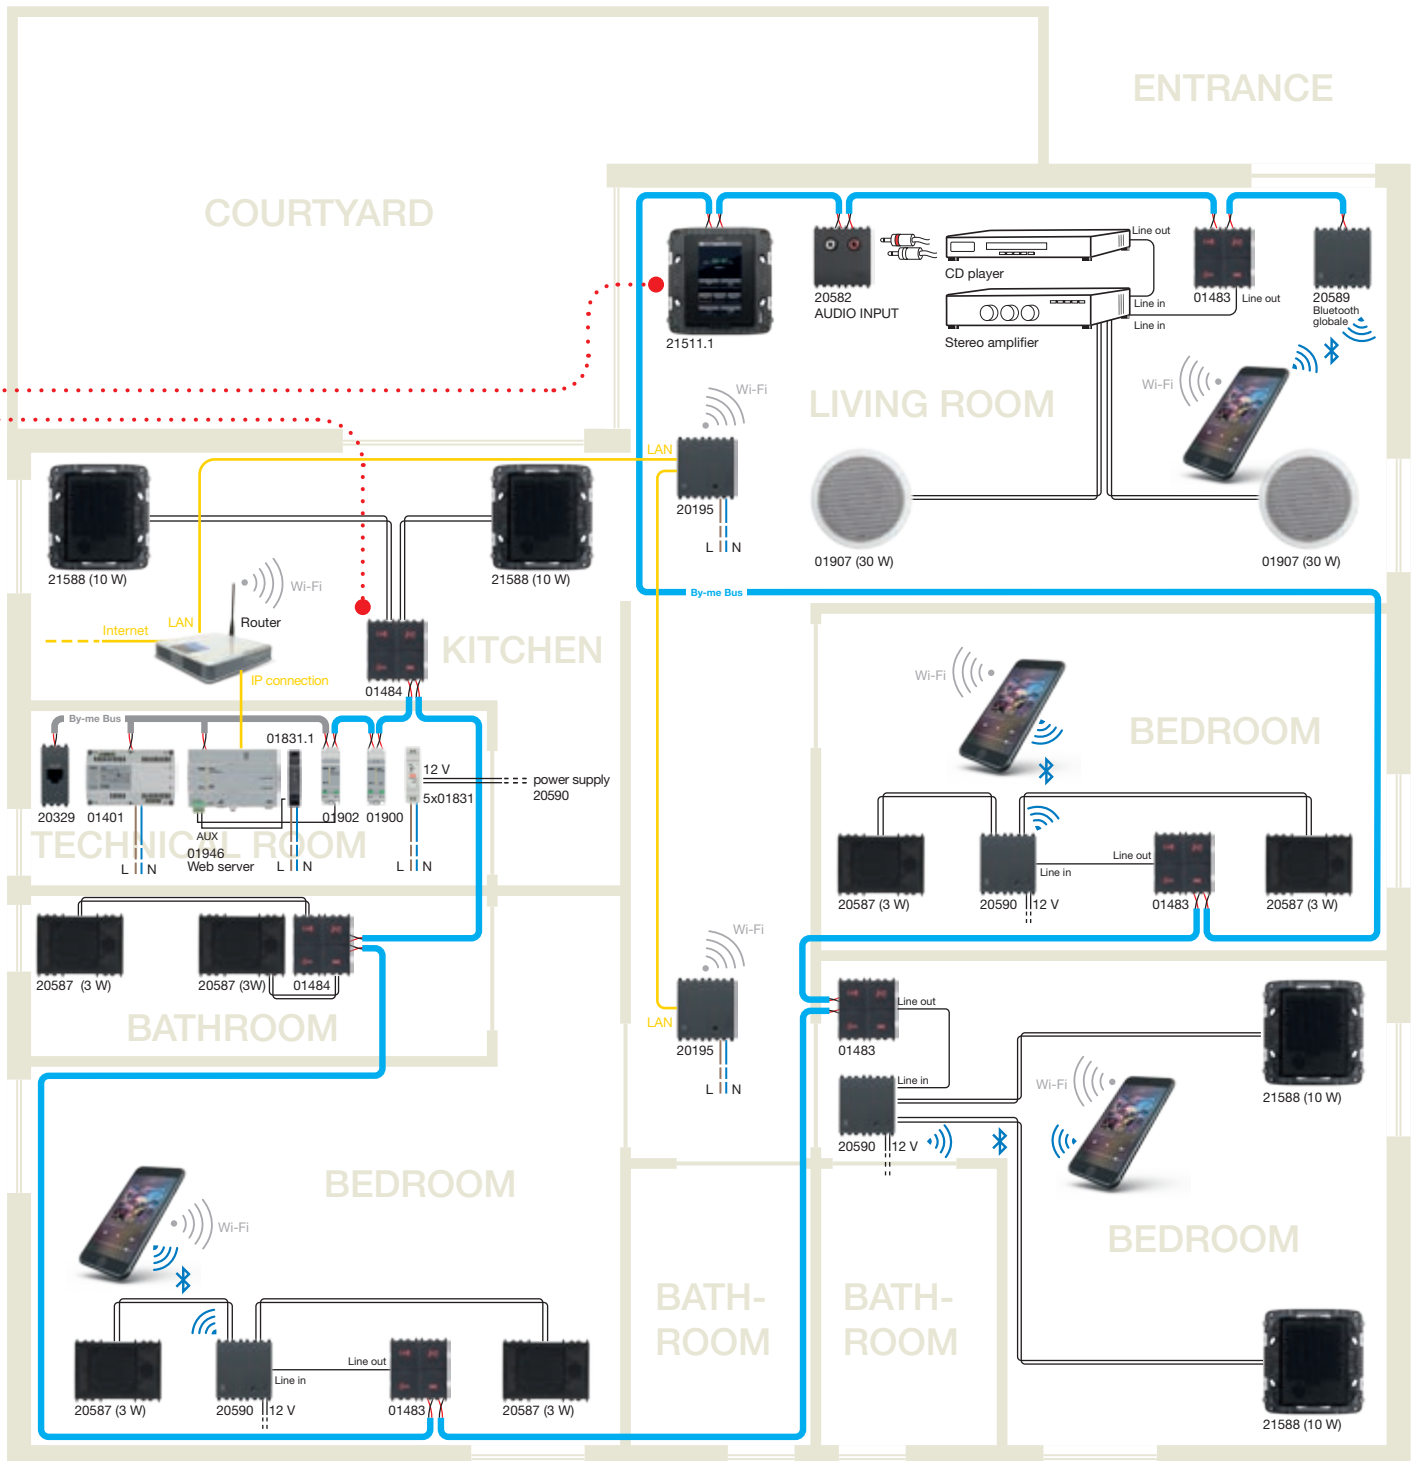 ENTRANCE
COURTYARD
21511.1
20582
AUDIO INPUT
Line out
CD player
Line in
Line in
Stereo amplifier
01483
Line out
20589
Bluetooth
globale
Wi-Fi
Wi-Fi
LIVING ROOM
LAN
20195
L N
01907 (30 W)
01907 (30 W)
21588 (10 W)
21588 (10 W)
Wi-Fi
LAN
Router
Internet
IP connection
01484
KITCHEN
By-me Bus
By-me Bus
01831.1
12 V
5x01831
power supply
20590
20329
01401
AUX
01946
Web server
01902
01900
L N
L N
L N
TECHNICAL ROOM
Wi-Fi
BEDROOM
20587 (3 W)
20590
12 V
Line out
Line in
01483
20587 (3 W)
20587 (3 W)
20587 (3W)
01484
BATHROOM
Wi-Fi
LAN
20195
L N
Line out
01483
Line in
20590
12 V
Wi-Fi
21588 (10 W)
BEDROOM
21588 (10 W)
BEDROOM
Wi-Fi
20587 (3 W)
20590
12 V
Line out
Line in
01483
20587 (3 W)
BATH-
ROOM
BATH-
ROOM